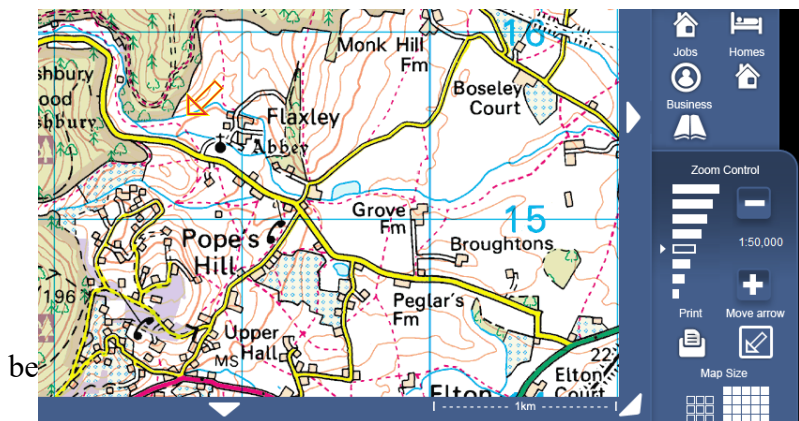 16
Monk Hill
Fm
Jobs
Homes
shbury
ood
shbury
Boseley
Court
Business
Flaxley
Abbey
Zoom Control
Grove
Fm
15
Pope's
Hill
Broughtons
1:50,000
196
Peglar's
Fm
Print
Move arrow
Upper
Hall
MS
22
Map Size
be
Elton
Elton
Court
1km